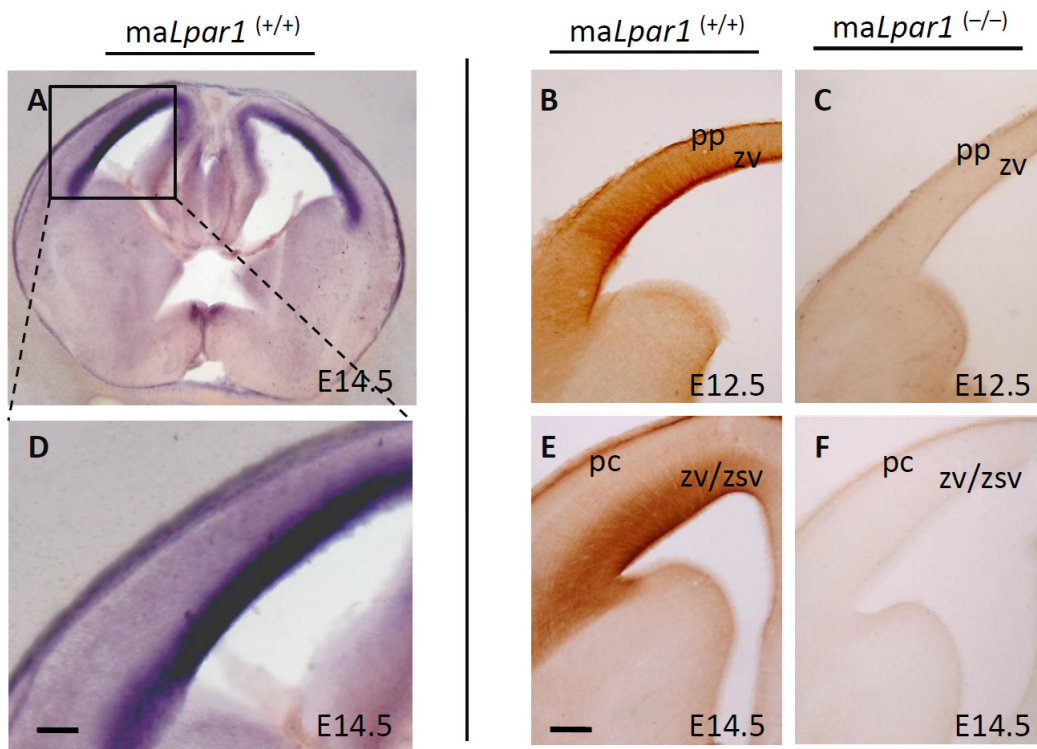 maLpar1 (+/+)
maLpar1 (+/+)
maLpar1 (−/−)
A
E14.5
B
pp
zv
E12.5
C
pp
zv
E12.5
D
E14.5
E
pc
zv/zsv
E14.5
F
pc
zv/zsv
E14.5